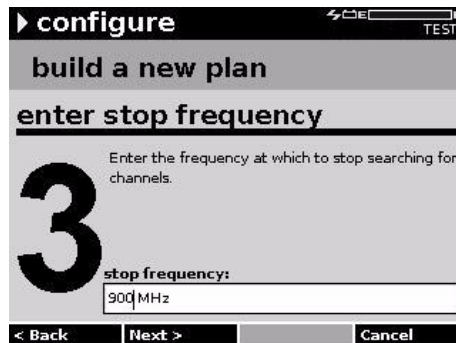 configure
E
TEST
build a new plan
enter stop frequency
3
Enter the frequency at which to stop searching for
channels.
stop frequency:
900 MHz
< Back Next > Cancel